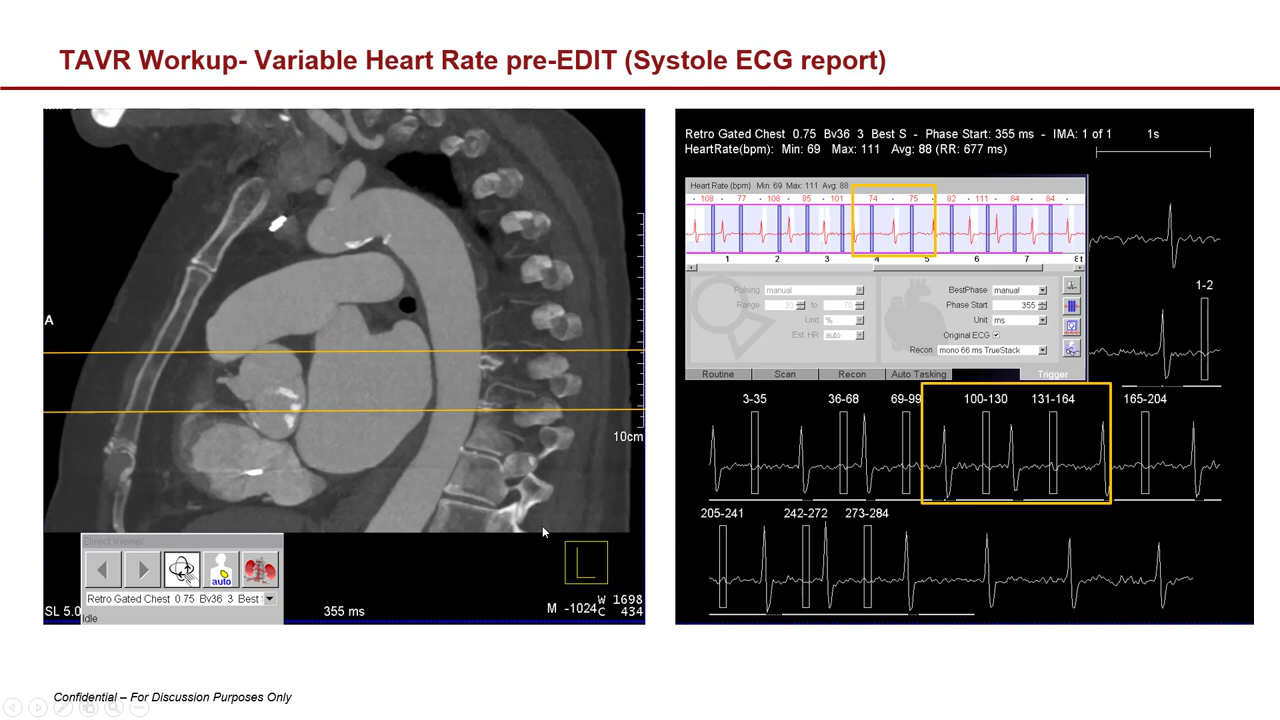 TAVR Workup- Variable Heart Rate pre-EDIT (Systole ECG report)
A
10cm
Direct Viewer
auto
Retro Gated Chest 0.75 Bv36 3 Best
Idle
SL 5.0
355 ms
L
M -1024
W 1698
C 434
Retro Gated Chest 0.75 Bv36 3 Best S - Phase Start: 355 ms - IMA: 1 of 1 1s
HeartRate(bpm): Min: 69 Max: 111 Avg: 88 (RR: 677 ms)
Heart Rate (bpm) Min: 69 Max: 111 Avg: 88
108 77 108 85 101 74 75 82 111 84 84
1 2 3 4 5 6 7 8 t
Pulsing manual
Range 30 to 70
Unit %
Est. HR auto
BestPhase manual
Phase Start 355
Unit ms
Original ECG
Recon mono 66 ms TrueStack
Routine Scan Recon Auto Tasking Trigger
1-2
3-35 36-68 69-99 100-130 131-164 165-204
205-241 242-272 273-284
Confidential – For Discussion Purposes Only